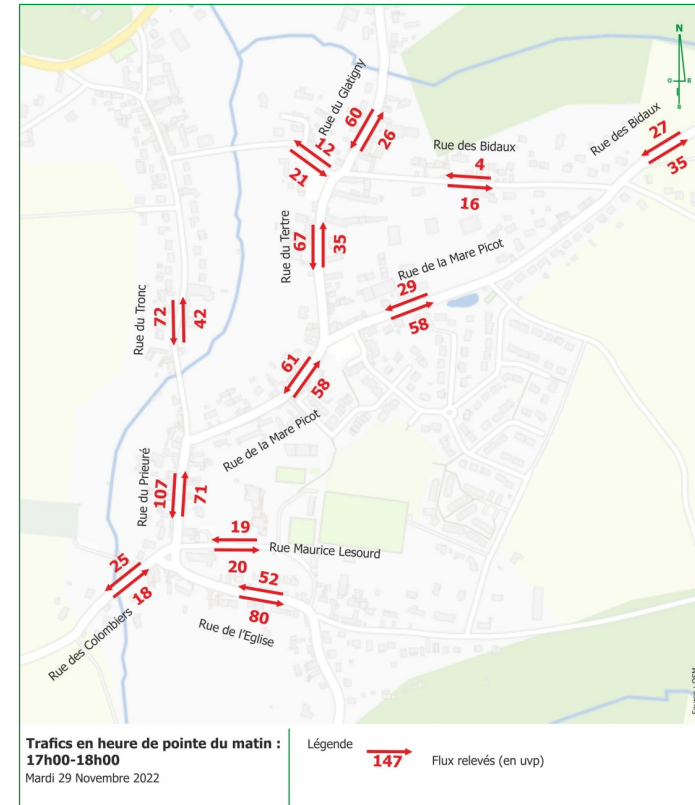 N
Rue du Glatigny
60
26
12
21
Rue des Bidaux
4
16
Rue des Bidaux
27
35
Rue du Tertre
67
35
Rue de la Mare Picot
29
58
Rue du Tronc
72
42
61
58
Rue de la Mare Picot
Rue du Prieuré
107
71
19
Rue Maurice Lesourd
20
25
18
Rue des Colombiers
52
80
Rue de l'Eglise
Trafics en heure de pointe du matin :
17h00-18h00
Mardi 29 Novembre 2022
Légende
147
Flux relevés (en uvp)